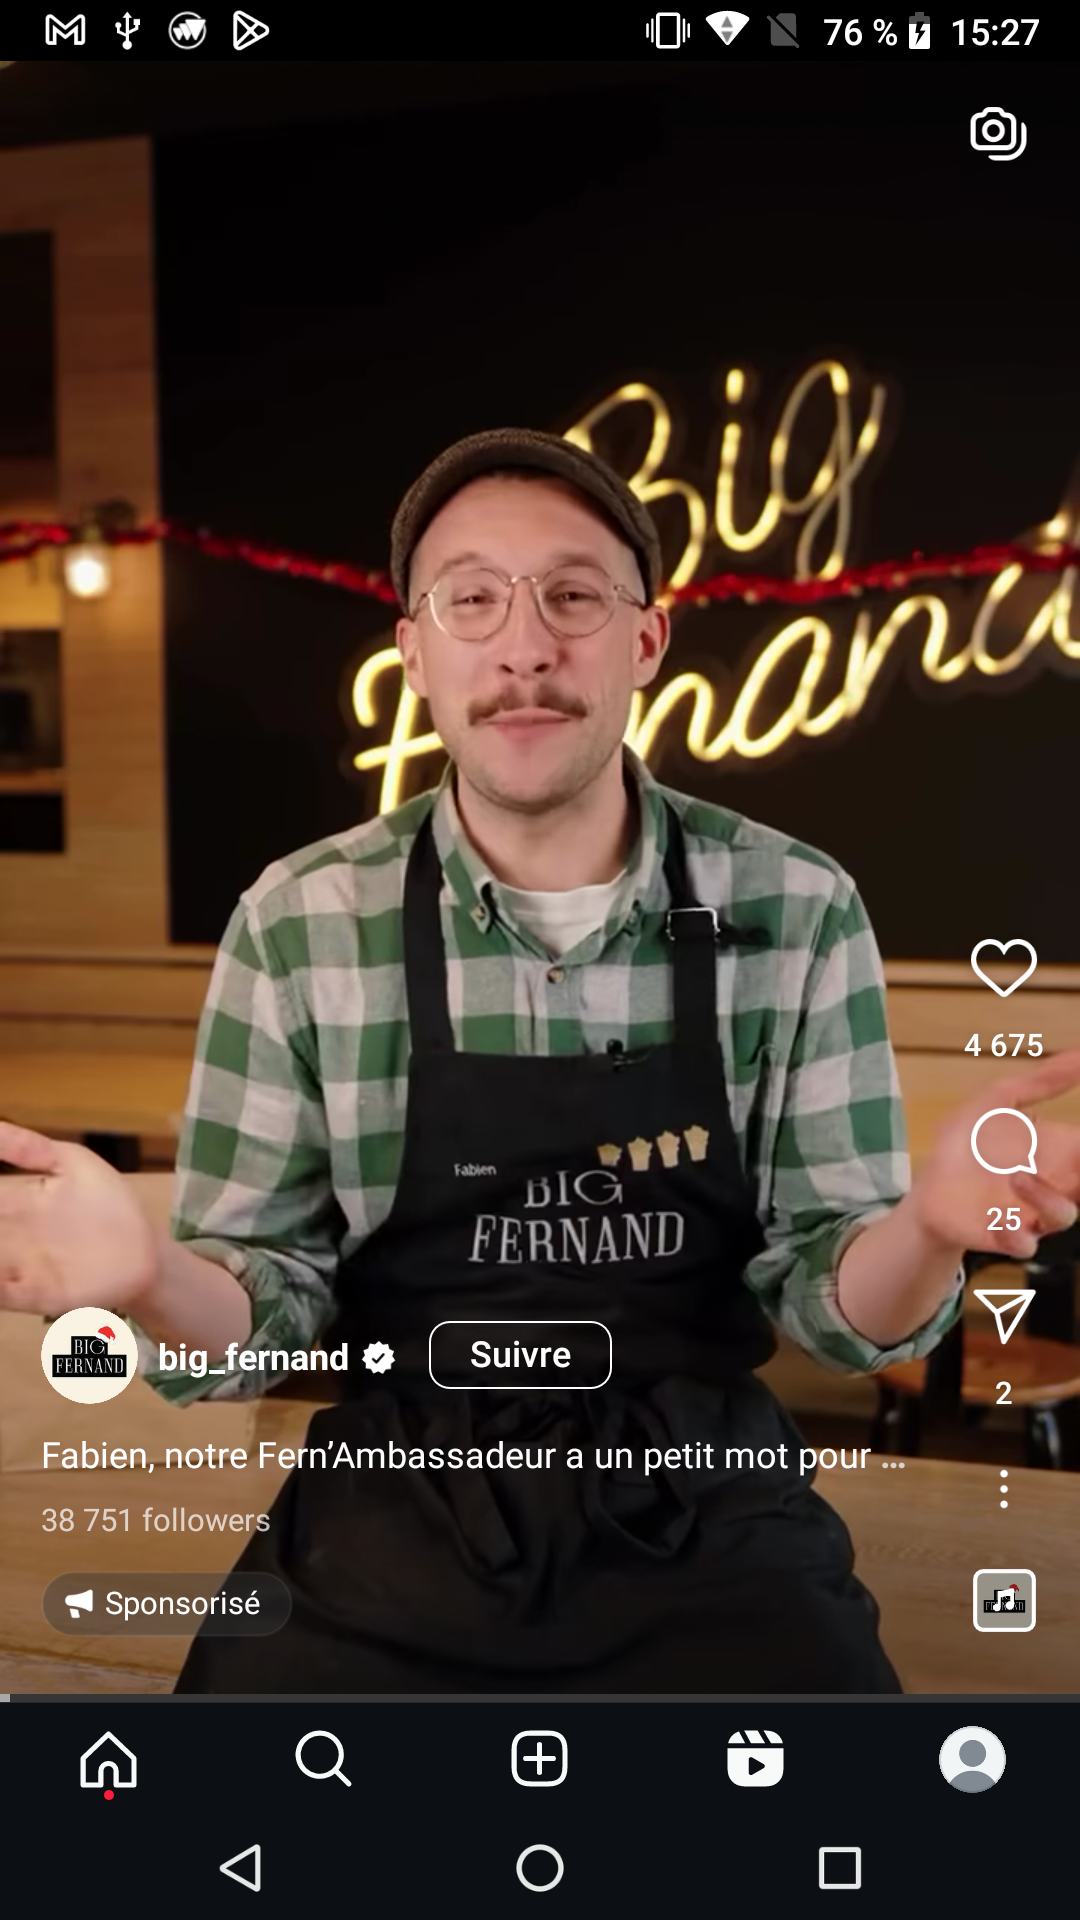 76 % 15:27
Big
Fernand
4 675
Fabien
BIG
FERNAND
25
BIG
FERNAND
big_fernand
Suivre
2
Fabien, notre Fern’Ambassadeur a un petit mot pour ...
38 751 followers
Sponsorisé